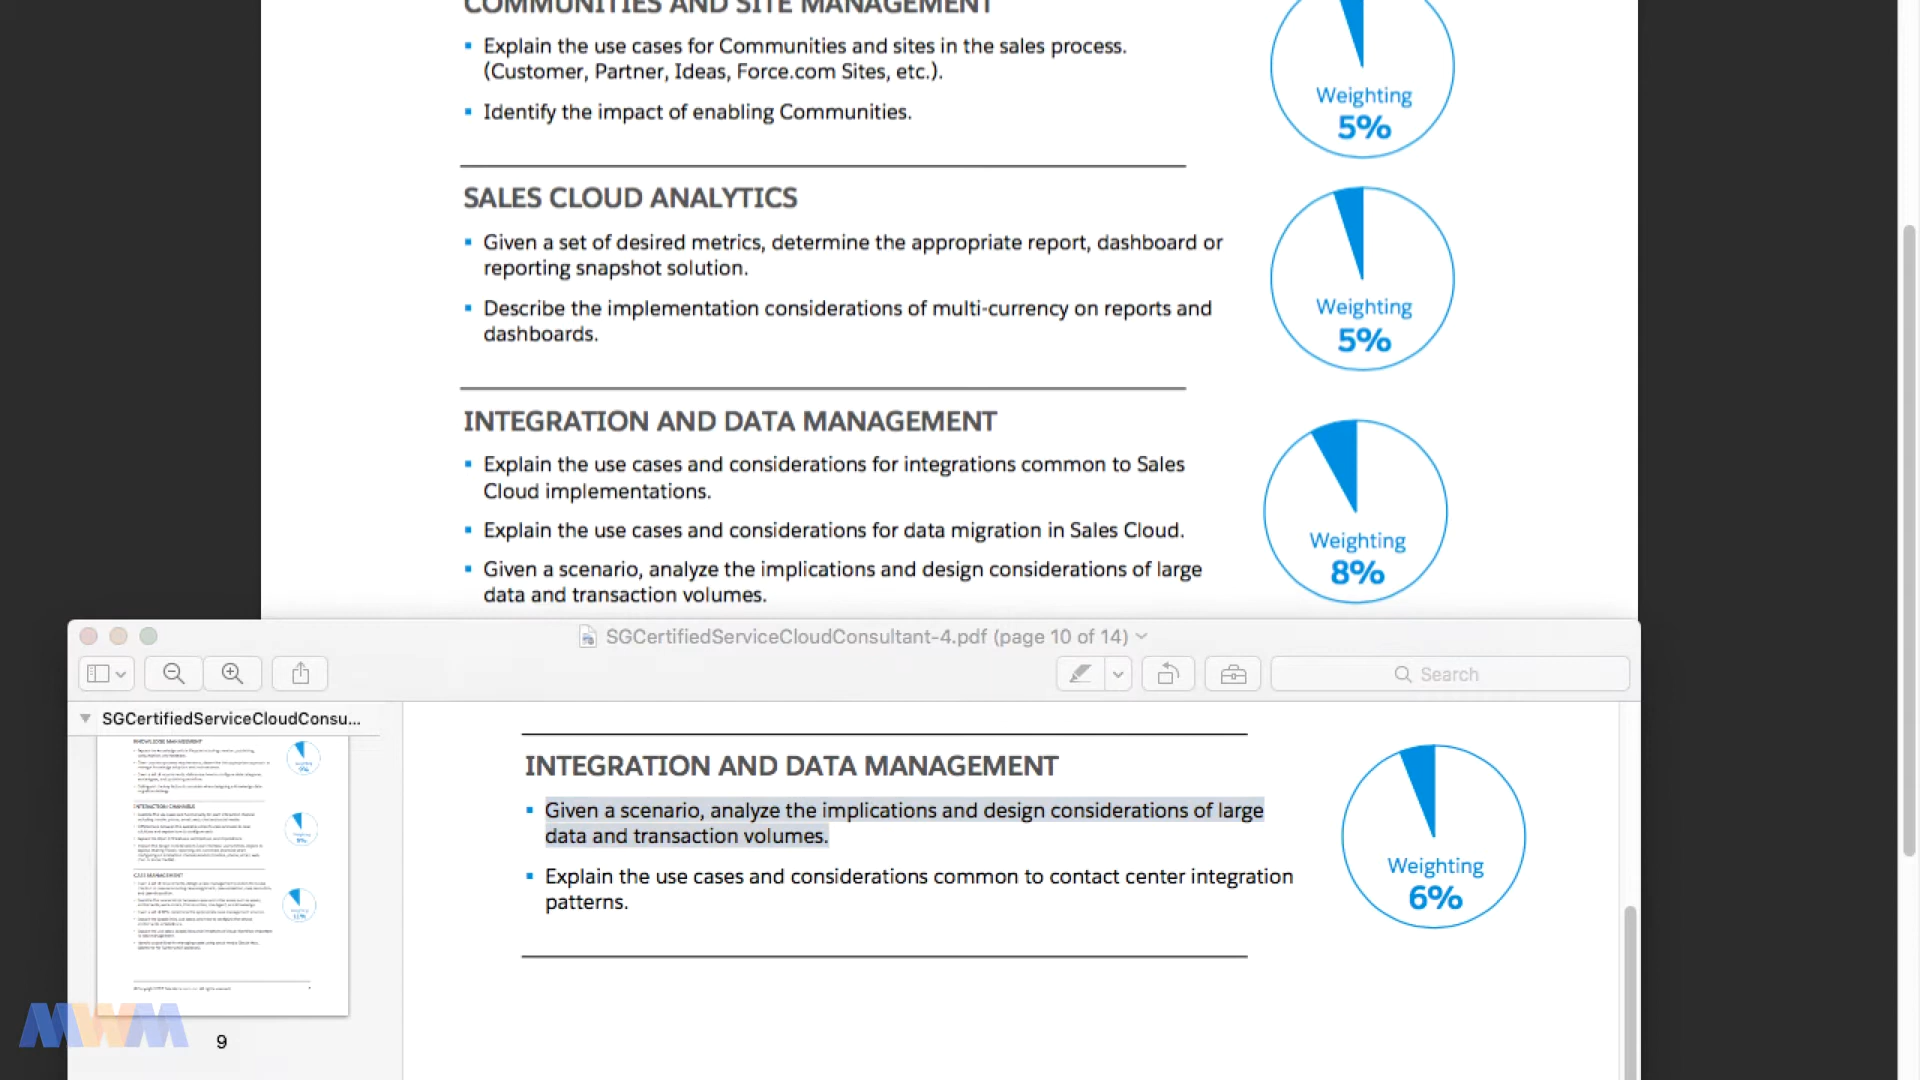 COMMUNITIES AND SITE MANAGEMENT
Explain the use cases for Communities and sites in the sales process.
(Customer, Partner, Ideas, Force.com Sites, etc.).
Identify the impact of enabling Communities.
Weighting
5%
SALES CLOUD ANALYTICS
Given a set of desired metrics, determine the appropriate report, dashboard or
reporting snapshot solution.
Describe the implementation considerations of multi-currency on reports and
dashboards.
Weighting
5%
INTEGRATION AND DATA MANAGEMENT
Explain the use cases and considerations for integrations common to Sales
Cloud implementations.
Explain the use cases and considerations for data migration in Sales Cloud.
Given a scenario, analyze the implications and design considerations of large
data and transaction volumes.
Weighting
8%
SGCertifiedServiceCloudConsultant-4.pdf (page 10 of 14)
Search
SGCertifiedServiceCloudConsu...
INTEGRATION AND DATA MANAGEMENT
Given a scenario, analyze the implications and design considerations of large
data and transaction volumes.
Explain the use cases and considerations common to contact center integration
patterns.
Weighting
6%
KNOWLEDGE MANAGEMENT
INTERACTION CHANNELS
CASE MANAGEMENT
MWM
9